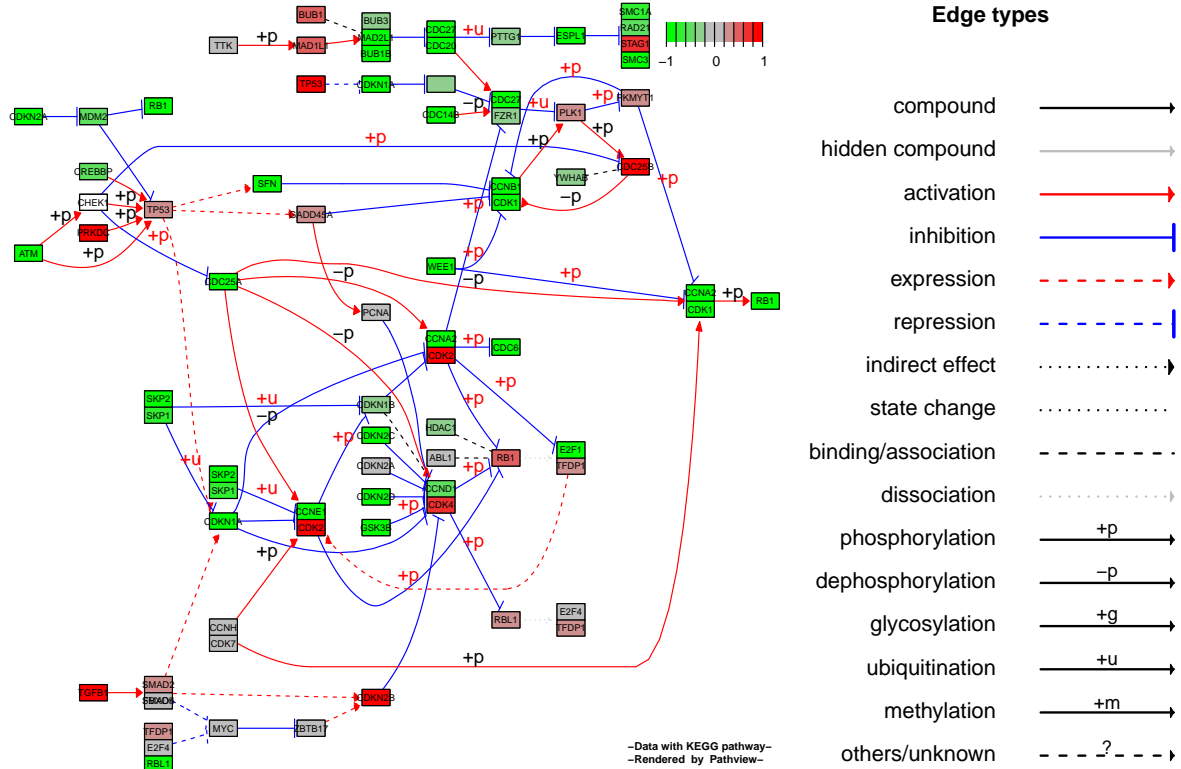 Edge types
BUB1
BUB3
SMC1A
TTK
+p
MAD1L1
MAD2L1
CDC27
+u
PTTG1
ESPL1
RAD21
BUB1B
CDC20
STAG1
SMC3
−1
0
1
TP53
CDKN1A
+p
CDC27
PKMYT1
−p
+u
+p
CDKN2A
MDM2
RB1
CDC14B
FZR1
PLK1
+p
+p
+p
CREBBP
CDC25B
YWHAB
SFN
CCNB1
+p
CHEK1
+p
−p
CDK1
+p
TP53
GADD45A
+p
+p
PRKDC
+p
ATM
+p
WEE1
+p
+p
−p
−p
CDC25A
CCNA2
+p
RB1
CDK1
PCNA
−p
CCNA2
+p
CDC6
CDK2
+p
SKP2
+u
CDKN1B
+p
SKP1
−p
HDAC1
+p
CDKN2C
E2F1
+u
ABL1
RB1
TFDP1
SKP2
CDKN2A
+p
SKP1
+u
CCND1
CDKN2D
CDK4
+p
CDKN1A
CCNE1
GSK3B
CDK2
+p
+p
+p
CCNH
RBL1
E2F4
CDK7
TFDP1
+p
TGFB1
SMAD2
CDKN2B
TFDP1
MYC
ZBTB17
E2F4
RBL1
−Data with KEGG pathway−
−Rendered by Pathview−
compound
hidden compound
activation
inhibition
expression
repression
indirect effect
state change
binding/association
dissociation
phosphorylation +p
dephosphorylation −p
glycosylation +g
ubiquitination +u
methylation +m
others/unknown ?